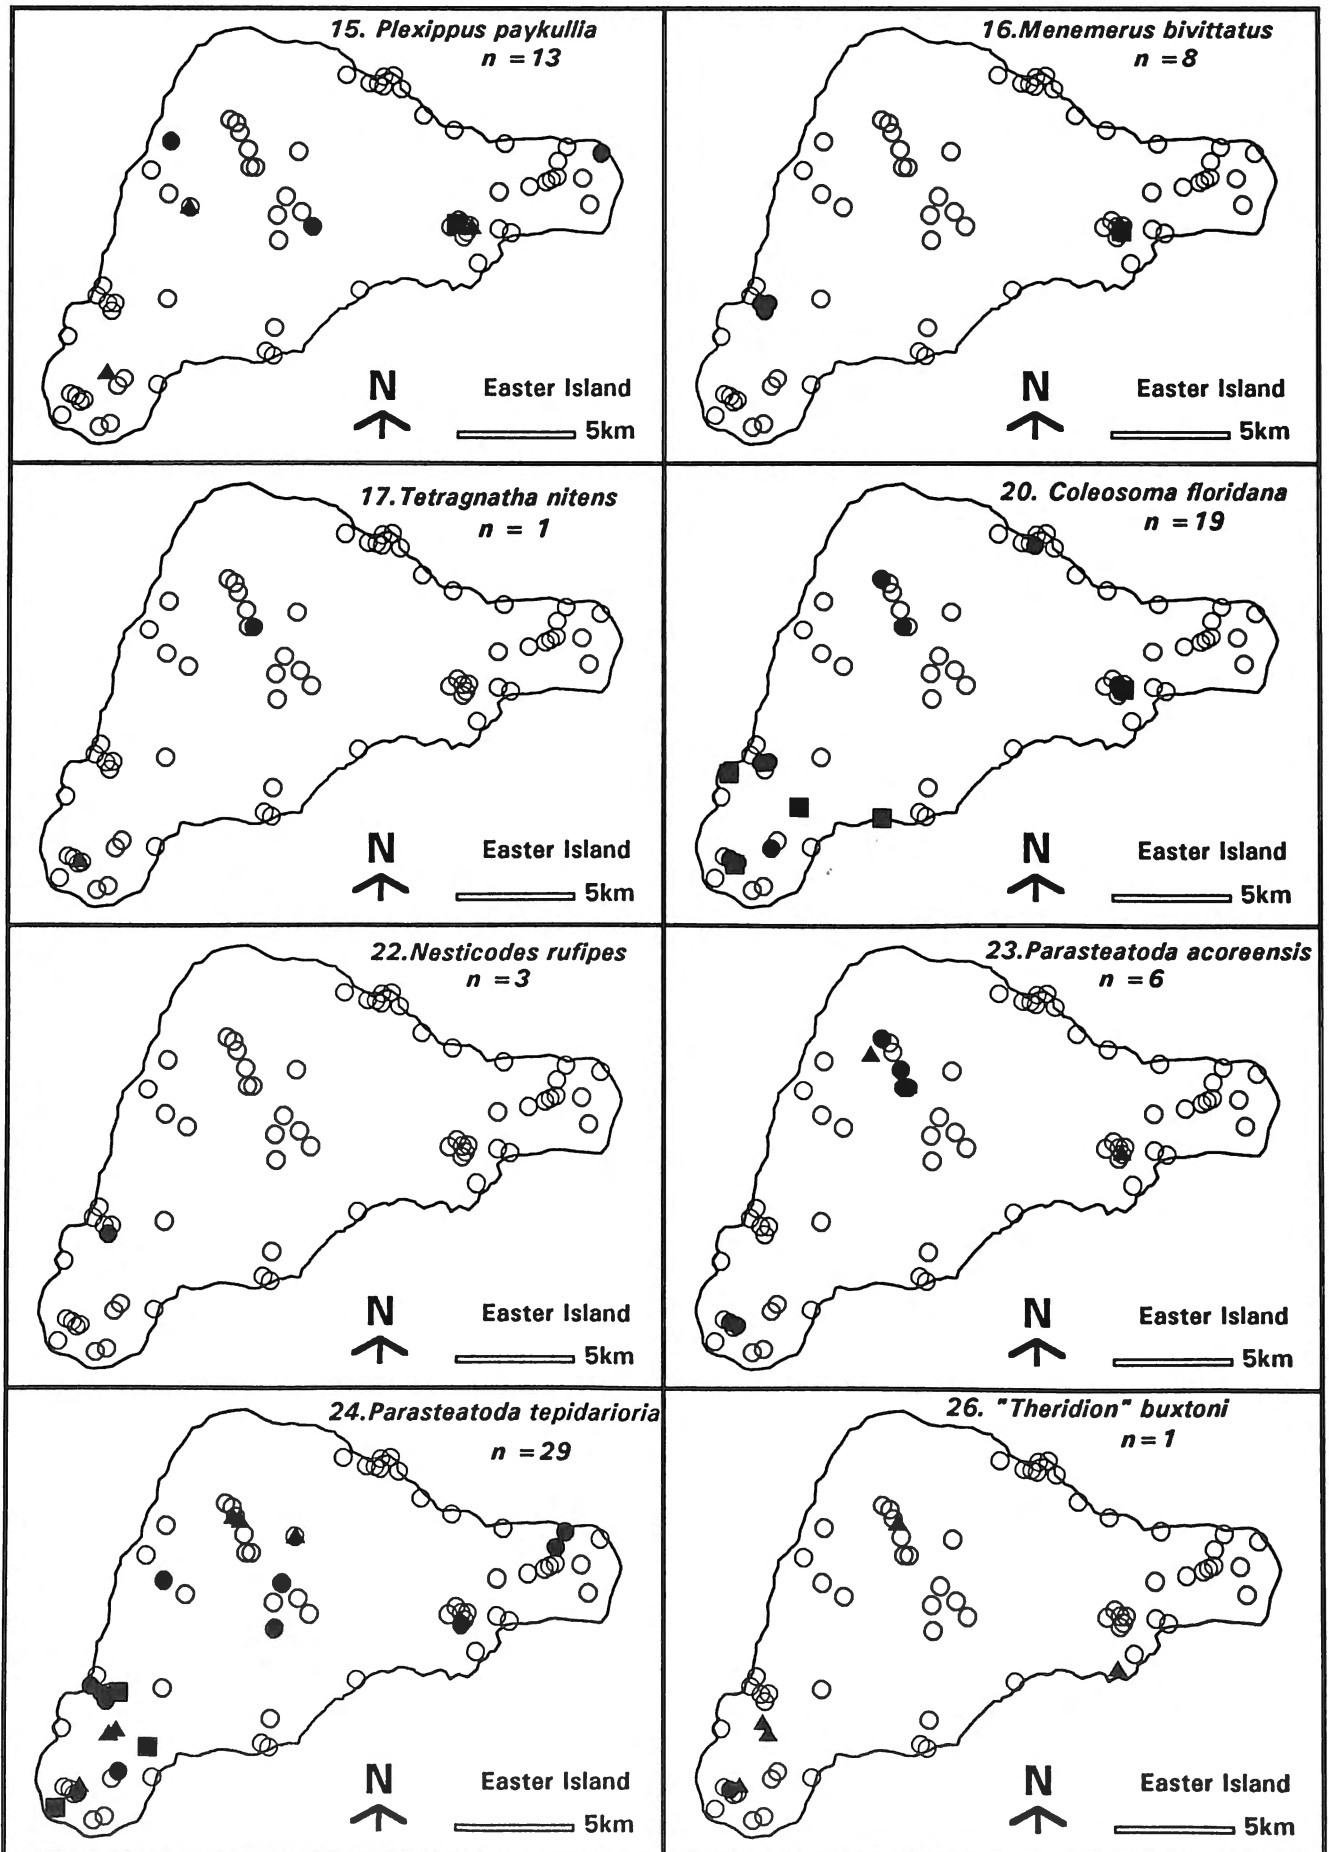 15. Plexippus paykullia
n = 13
N
Easter Island
5km
16.Menemerus bivittatus
n = 8
N
Easter Island
5km
17.Tetragnatha nitens
n = 1
N
Easter Island
5km
20. Coleosoma floridana
n = 19
N
Easter Island
5km
22.Nesticodes rufipes
n = 3
N
Easter Island
5km
23.Parasteatoda acoreensis
n = 6
N
Easter Island
5km
24.Parasteatoda tepidarioria
n = 29
N
Easter Island
5km
26. "Theridion" buxtoni
n = 1
N
Easter Island
5km